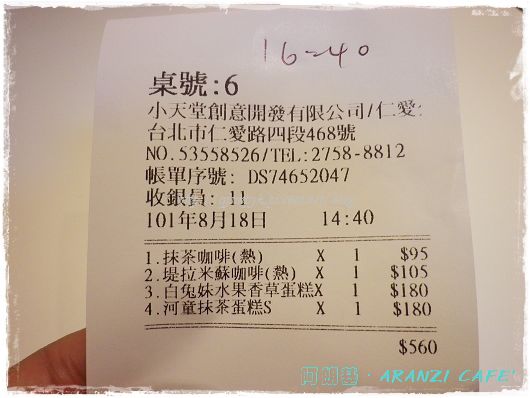 16-40
桌號:6
小天堂創意開發有限公司/仁愛
台北市仁愛路四段468號
NO.53558526/TEL:2758-8812
帳單序號: DS74652047
收銀員: 11
101年8月18日 14:40
1.抹茶咖啡(熱) X 1 $95
2.堤拉米蘇咖啡(熱) X 1 $105
3.白兔妹水果香草蛋糕X 1 $180
4.河童抹茶蛋糕S X 1 $180
$560
阿朗基・ARANZI CAFE'